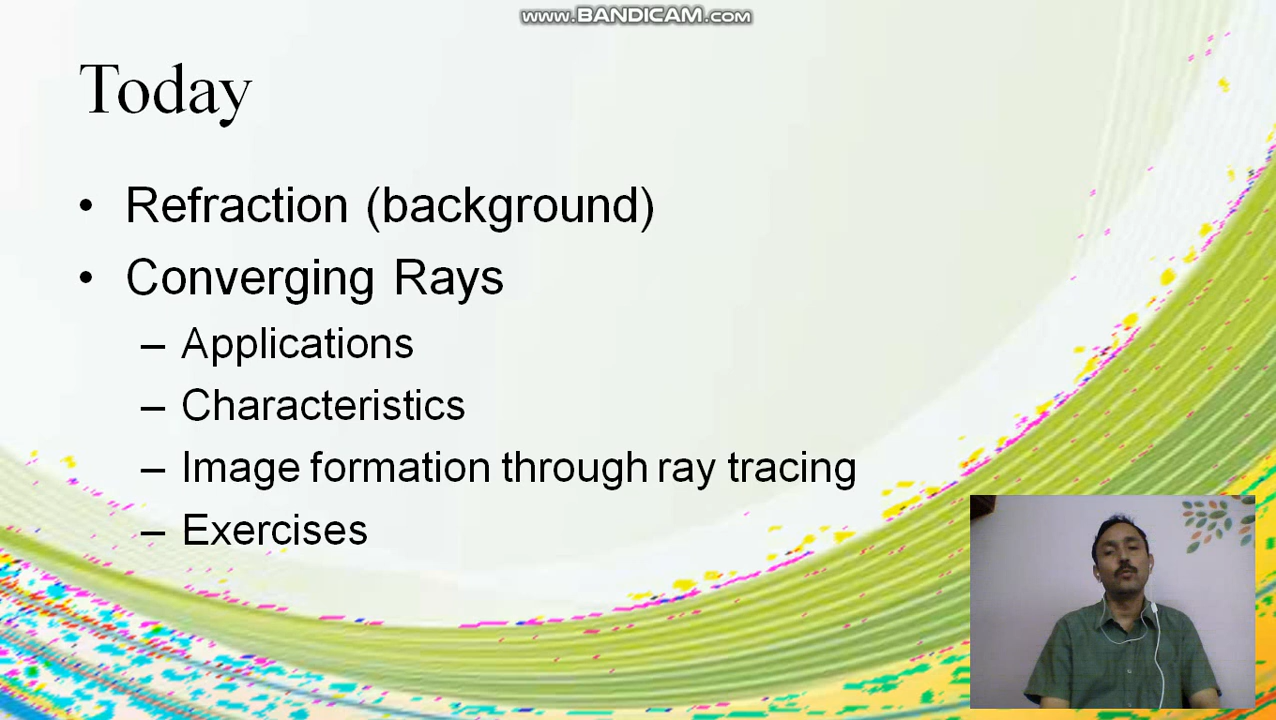 www.BANDICAM.com
Today
• Refraction (background)
• Converging Rays
– Applications
– Characteristics
– Image formation through ray tracing
– Exercises